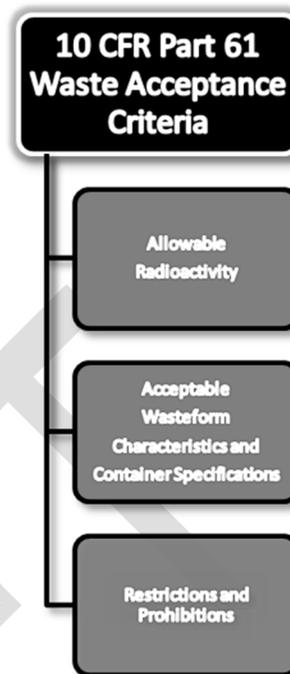 10 CFR Part 61
Waste Acceptance
Criteria
Allowable
Radioactivity
Acceptable
Wasteform
Characteristics and
Container Specifications
Restrictions and
Prohibitions